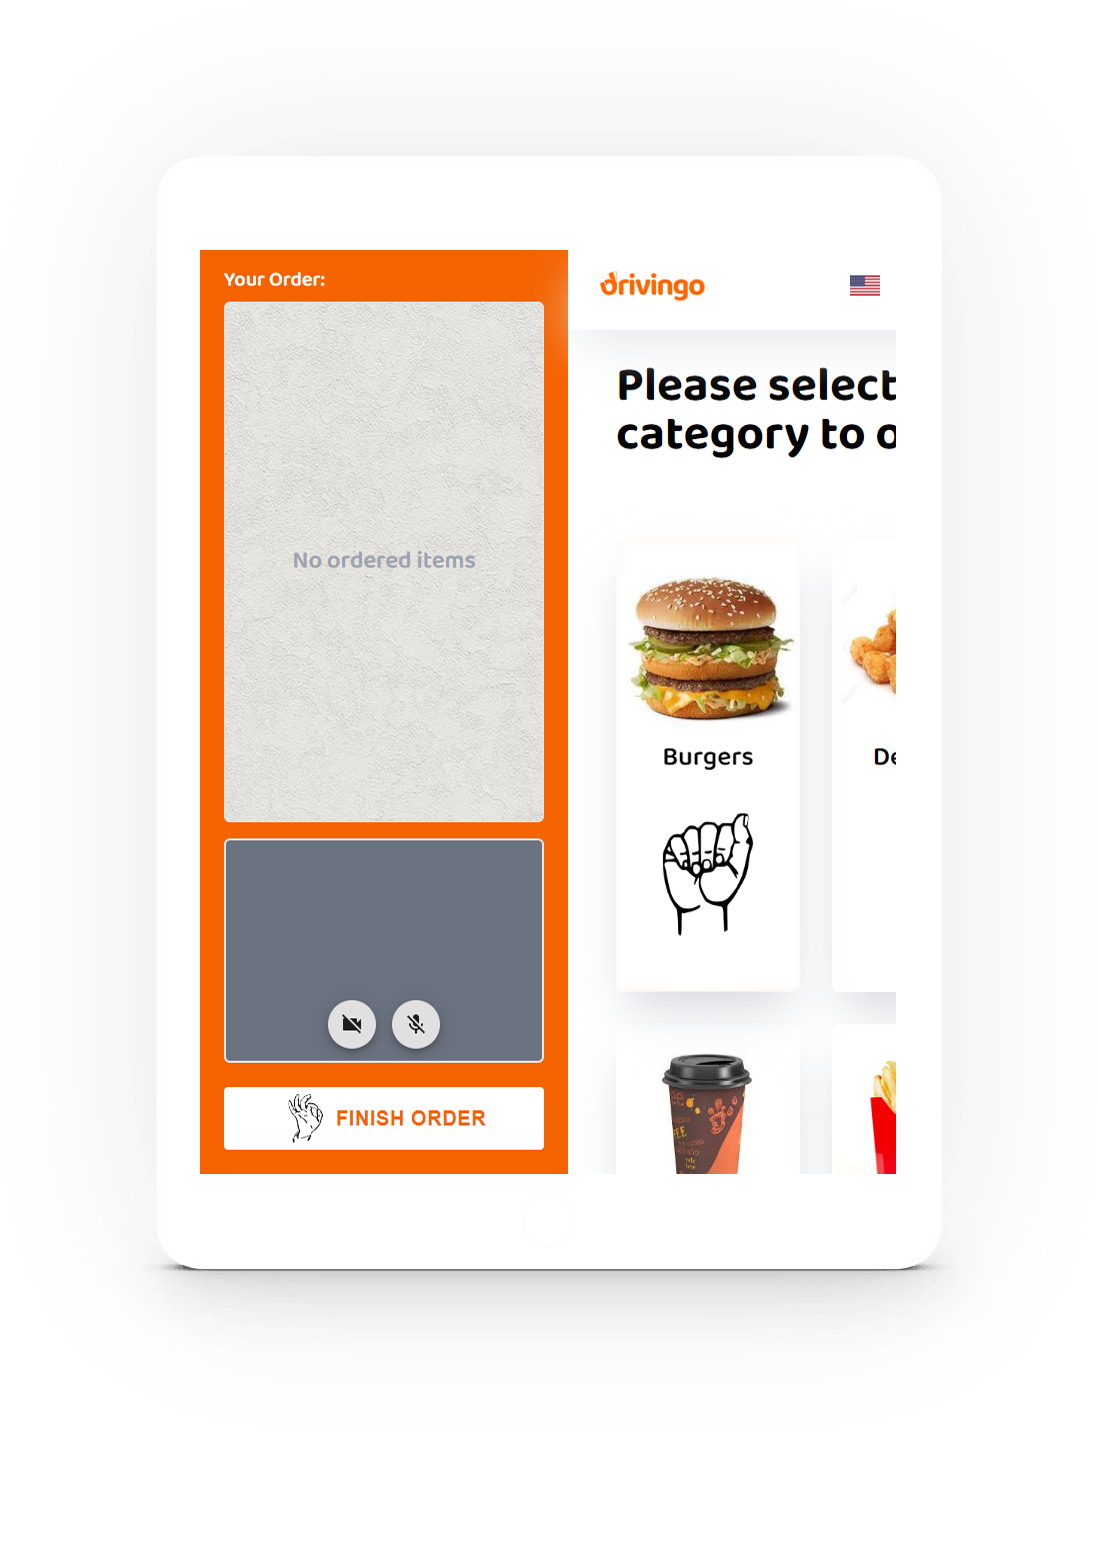 Your Order:
No ordered items
FINISH ORDER
drivingo
Please select
category to o
Burgers
De